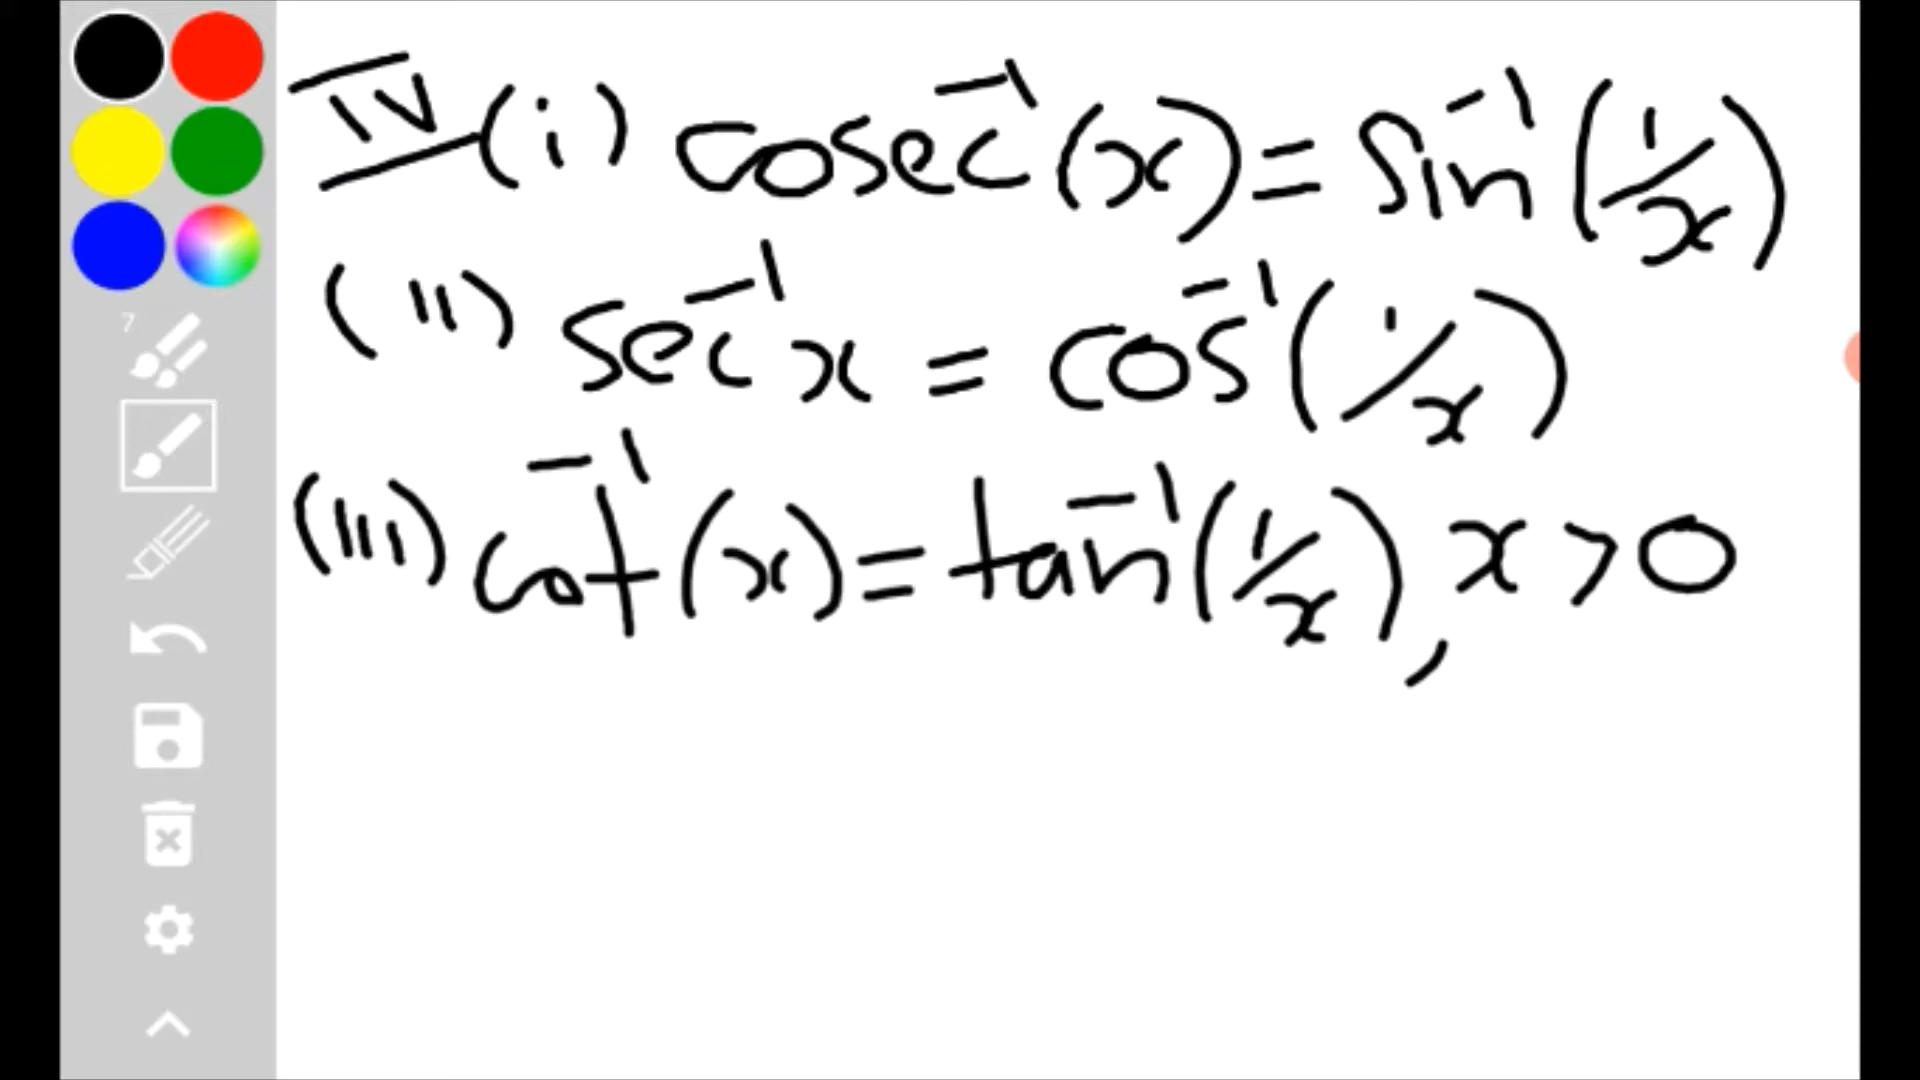 IV (i) cosec⁻¹(x) = sin⁻¹(1/x)
(ii) sec⁻¹x = cos⁻¹(1/x)
(iii) cot⁻¹(x) = tan⁻¹(1/x), x > 0
7